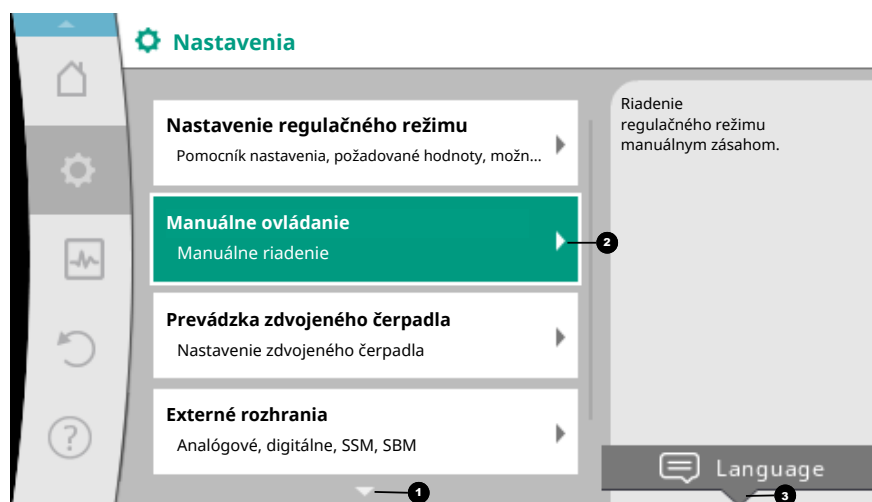 Nastavenia
Nastavenie regulačného režimu
Pomocník nastavenia, požadované hodnoty, možn...
Manuálne ovládanie
Manuálne riadenie
2
Prevádzka zdvojeného čerpadla
Nastavenie zdvojeného čerpadla
Externé rozhrania
Analógové, digitálne, SSM, SBM
1
Riadenie
regulačného režimu
manuálnym zásahom.
?
Language
3